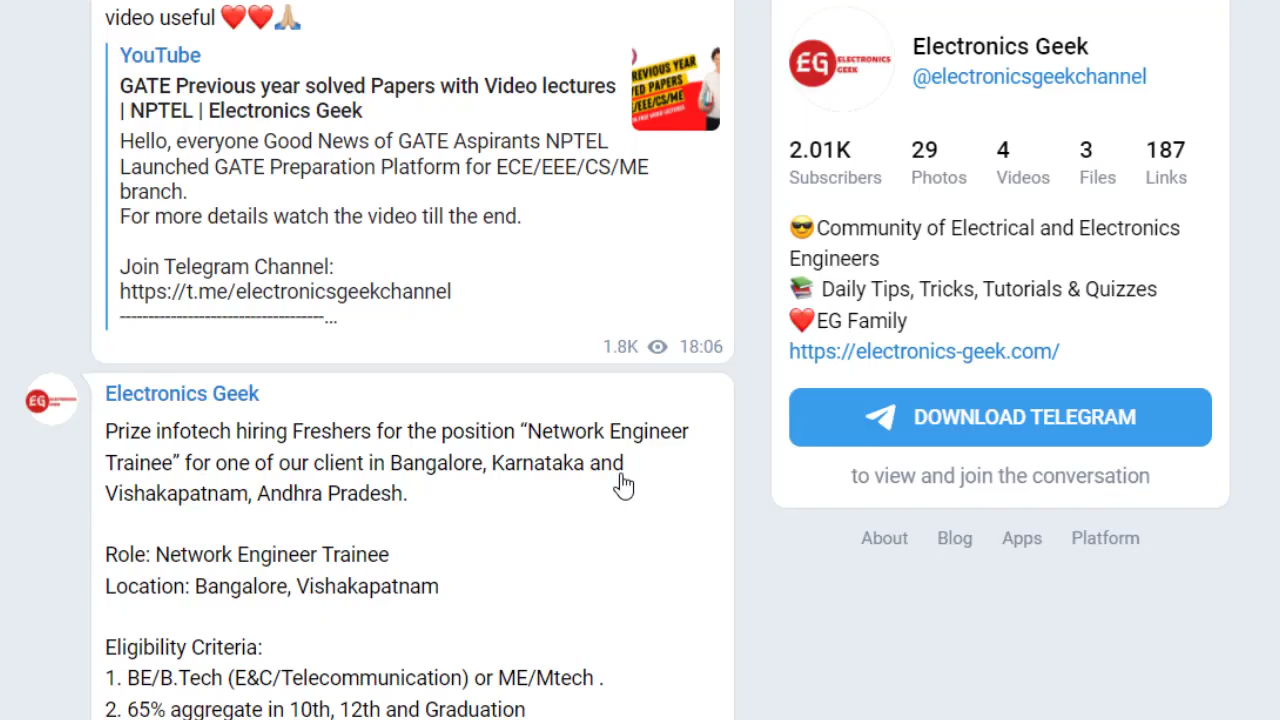 video useful ❤️❤️🙏🏼
YouTube
GATE Previous year solved Papers with Video lectures
| NPTEL | Electronics Geek
Hello, everyone Good News of GATE Aspirants NPTEL
Launched GATE Preparation Platform for ECE/EEE/CS/ME
branch.
For more details watch the video till the end.
Join Telegram Channel:
https://t.me/electronicsgeekchannel
-----------------------------------...
1.8K 18:06
EG ELECTRONICS GEEK
Electronics Geek
Prize infotech hiring Freshers for the position “Network Engineer
Trainee” for one of our client in Bangalore, Karnataka and
Vishakapatnam, Andhra Pradesh.
Role: Network Engineer Trainee
Location: Bangalore, Vishakapatnam
Eligibility Criteria:
1. BE/B.Tech (E&C/Telecommunication) or ME/Mtech .
2. 65% aggregate in 10th, 12th and Graduation
EG ELECTRONICS
GEEK
Electronics Geek
@electronicsgeekchannel
2.01K 29 4 3 187
Subscribers Photos Videos Files Links
😎Community of Electrical and Electronics
Engineers
📚 Daily Tips, Tricks, Tutorials & Quizzes
❤️EG Family
https://electronics-geek.com/
DOWNLOAD TELEGRAM
to view and join the conversation
About Blog Apps Platform